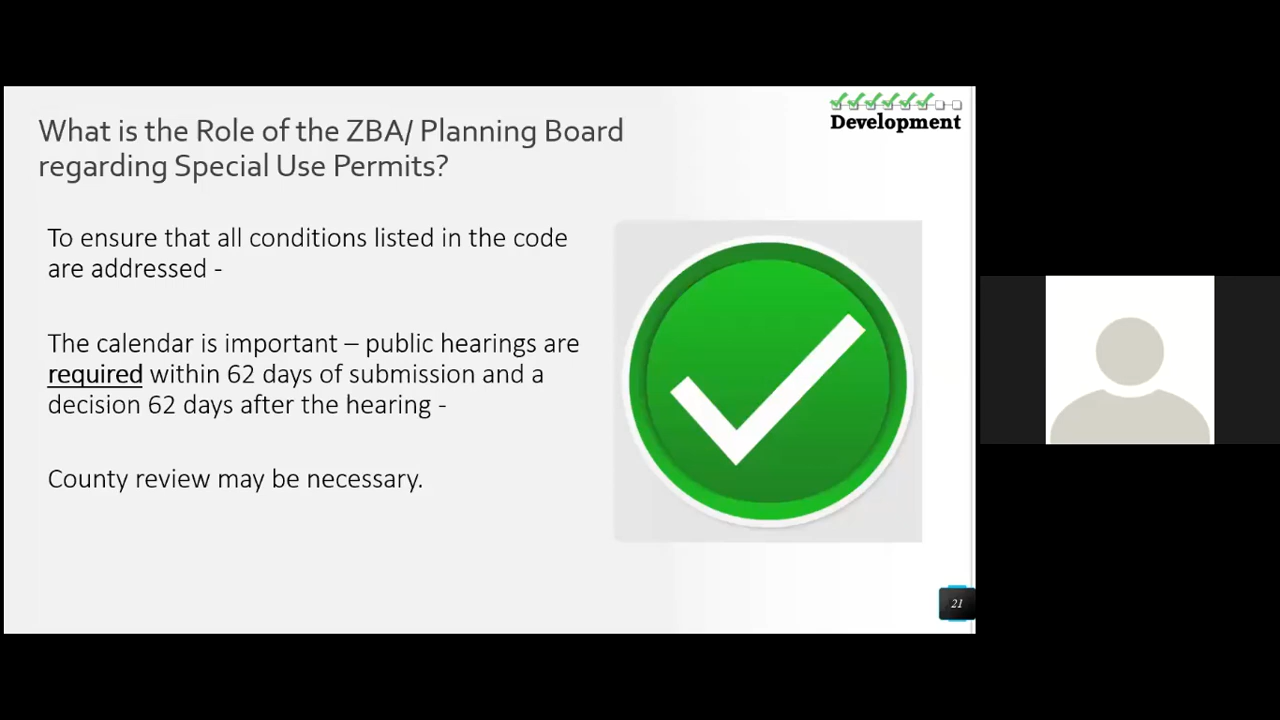 What is the Role of the ZBA/ Planning Board
regarding Special Use Permits?
Development
To ensure that all conditions listed in the code
are addressed -
The calendar is important – public hearings are
required within 62 days of submission and a
decision 62 days after the hearing -
County review may be necessary.
21